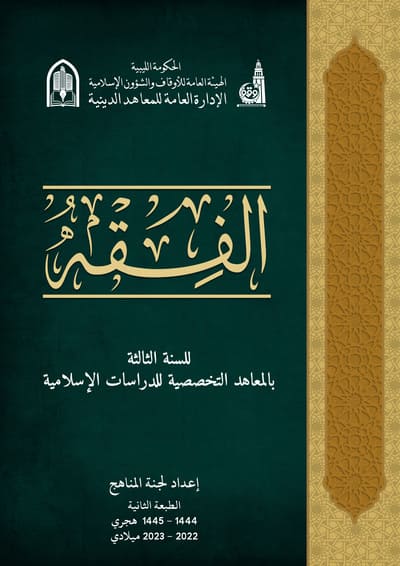 الحكومة الليبية
الهيئة العامة للأوقاف والشؤون الإسلامية
الإدارة العامة للمعاهد الدينية
الفِقْهُ
للسنة الثالثة
بالمعاهد التخصصية للدراسات الإسلامية
إعداد لجنة المناهج
الطبعة الثانية
1444 - 1445 هجري
2022 - 2023 ميلادي